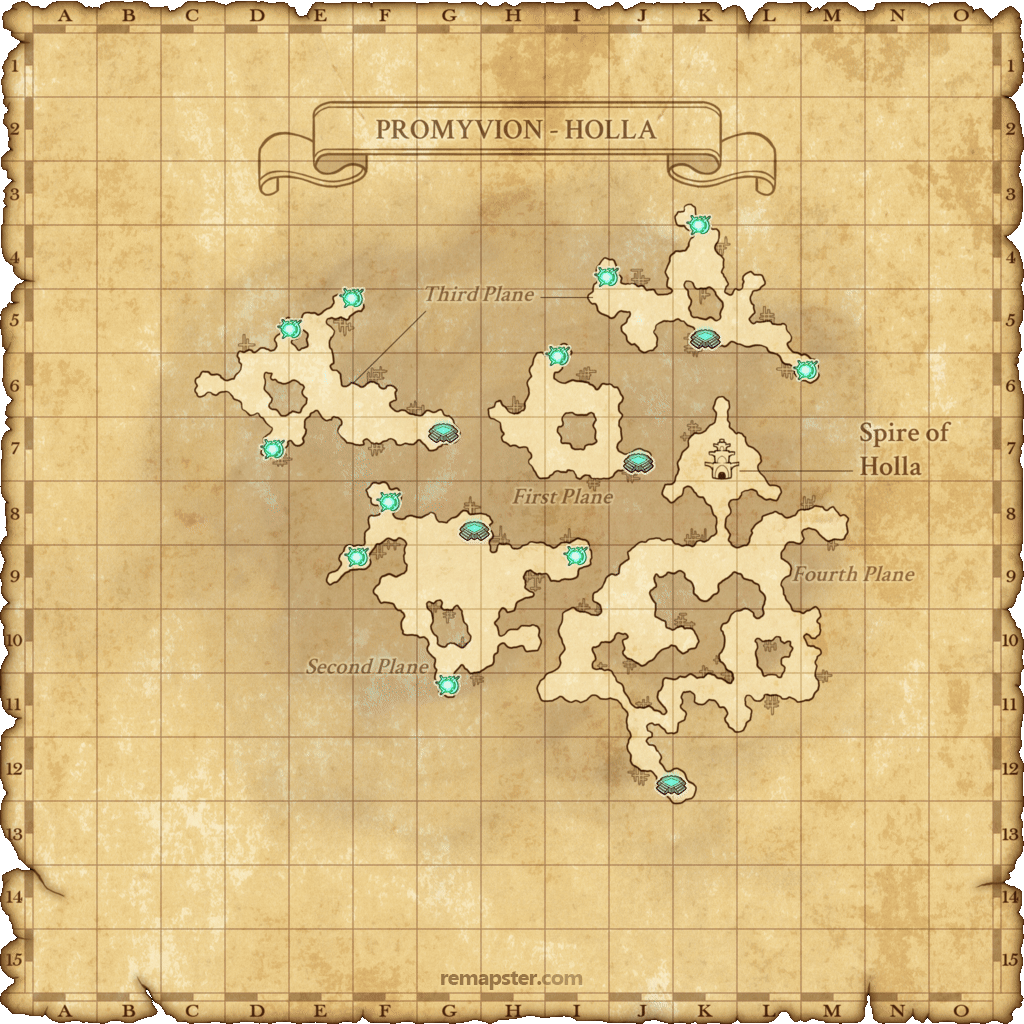 A B C D E F G H I J K L M N O
1 1
2 2
PROMYVION - HOLLA
3 3
4 4
Third Plane
5 5
6 6
Spire of
Holla
7 7
First Plane
8 8
Fourth Plane
9 9
10 10
Second Plane
11 11
12 12
13 13
14 14
15 15
remapster.com
A B C D E F G H I J K L M N O